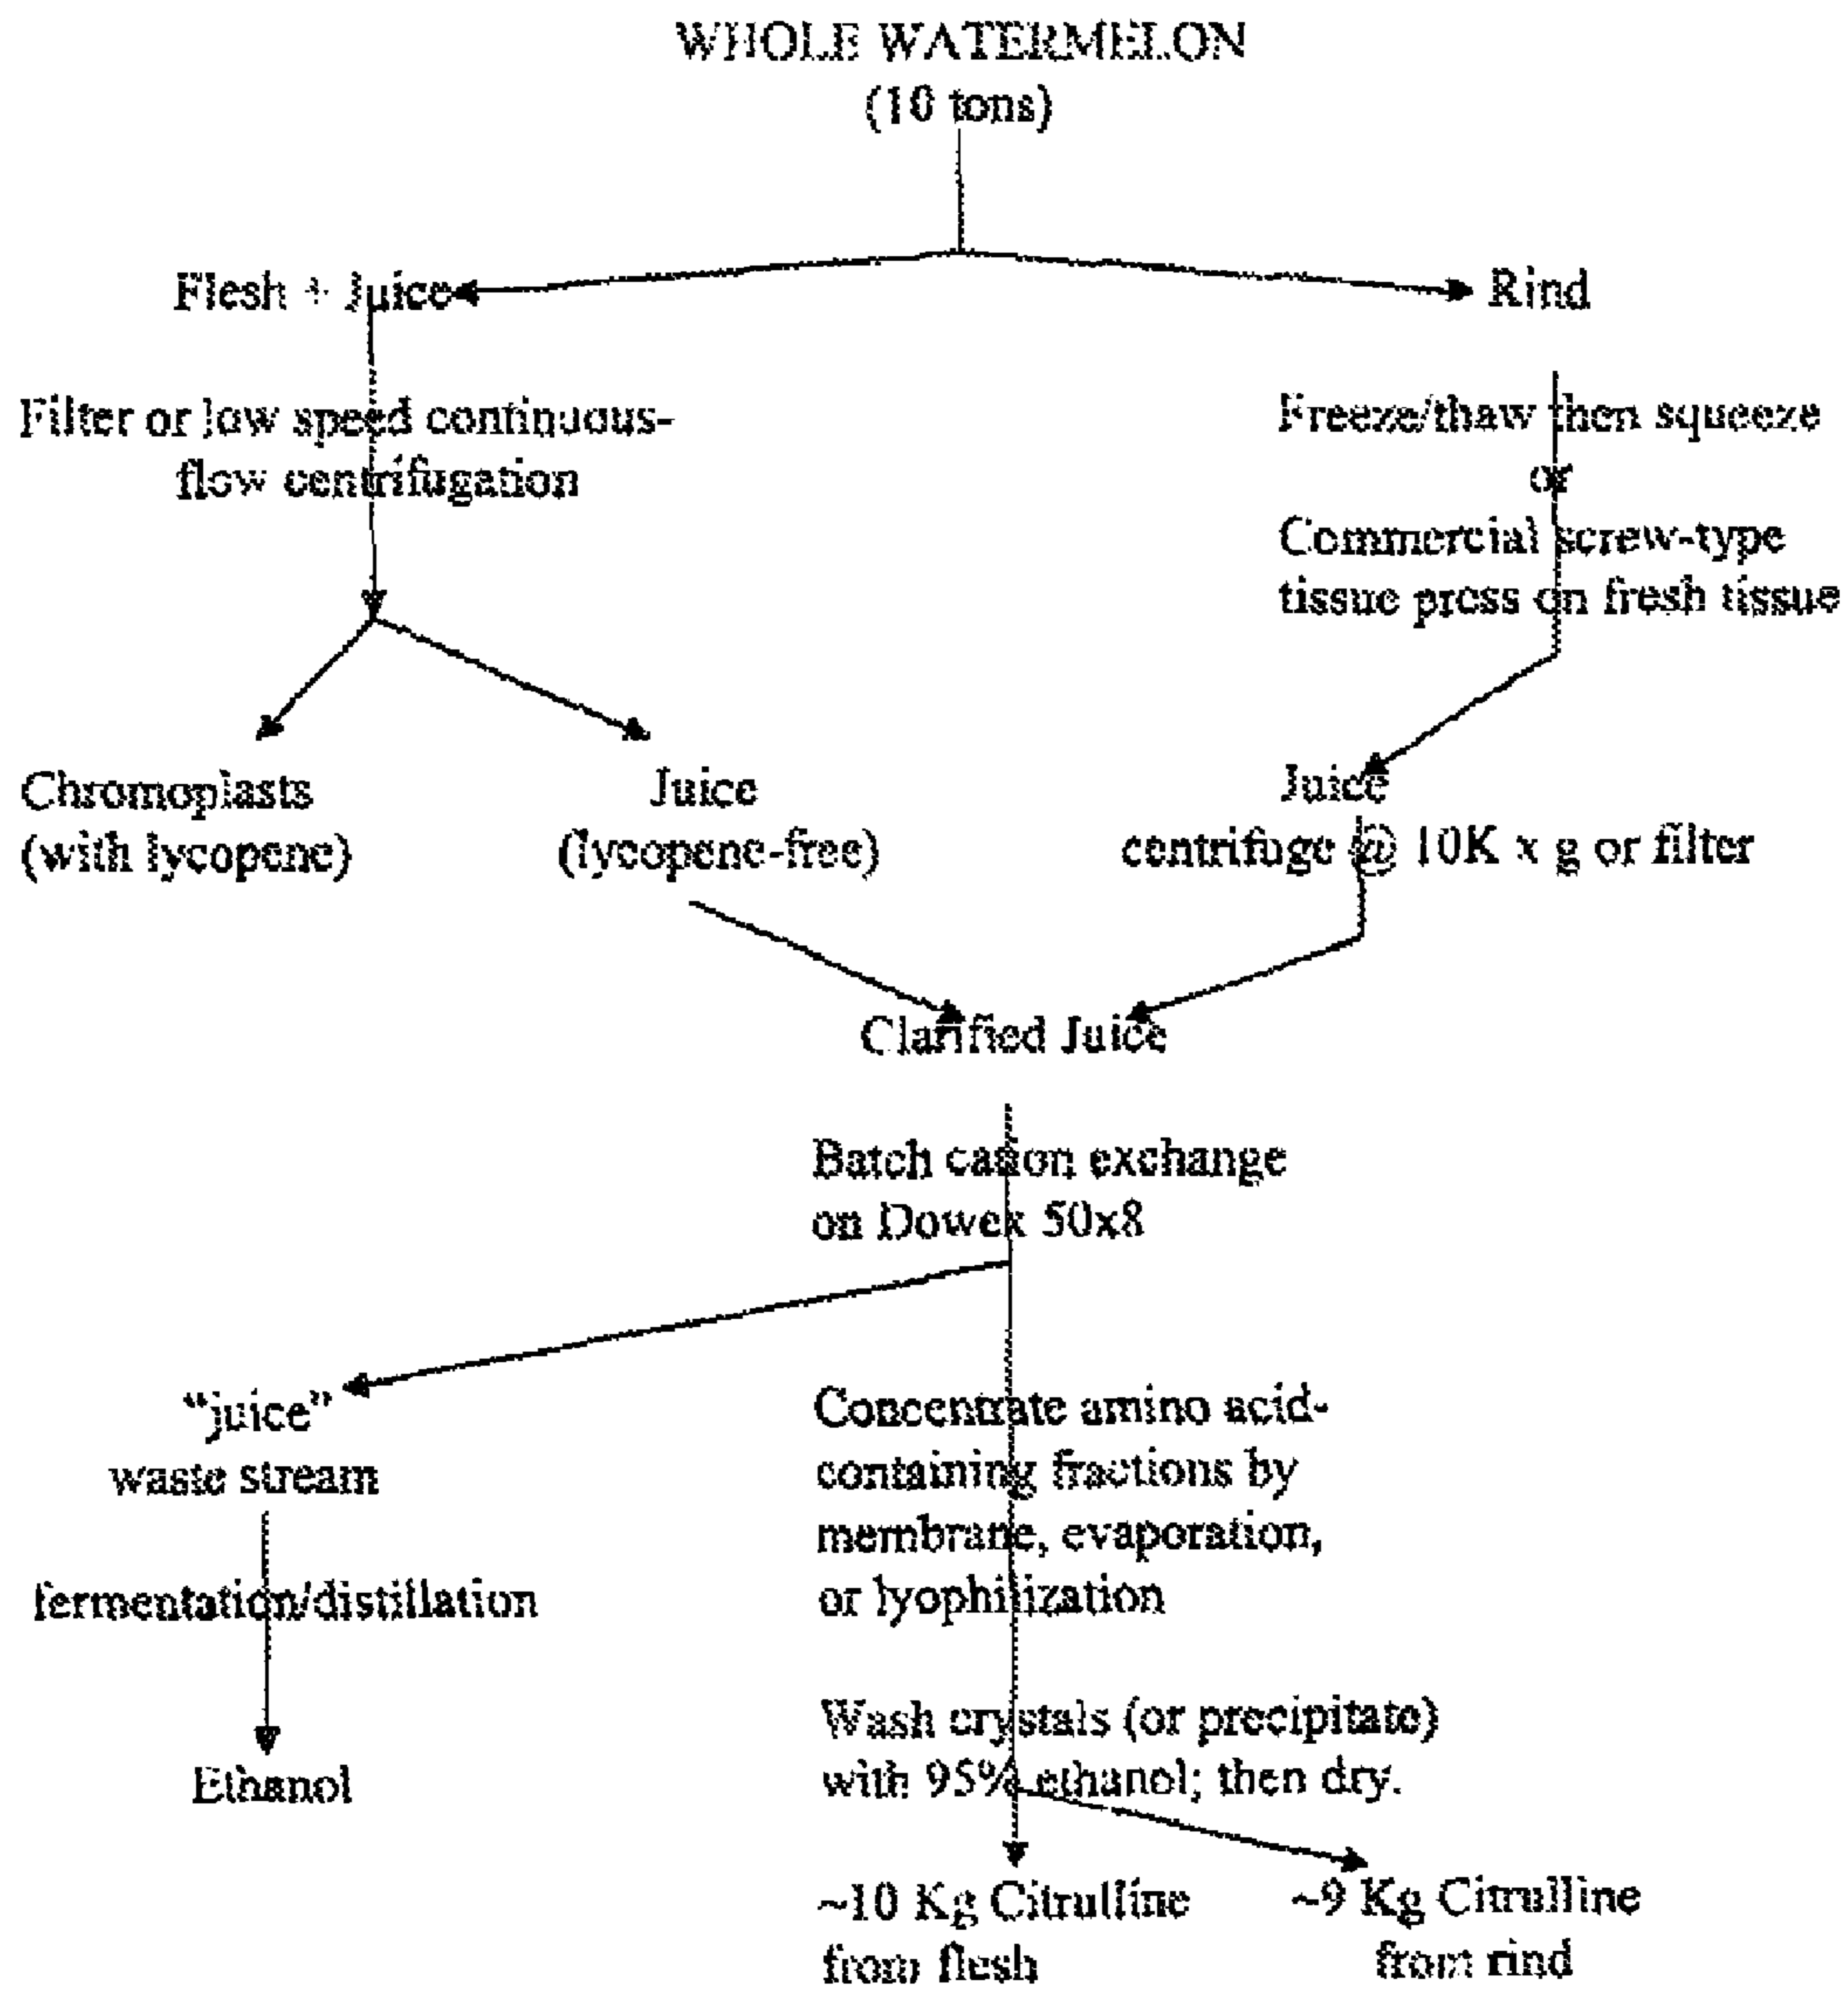 WHOLE WATERMELON
(10 tons)
Flesh + Juice
Rind
Filter or low speed continuous-
flow centrifugation
Freeze/thaw then squeeze
or
Commercial screw-type
tissue press on fresh tissue
Chromoplasts
(with lycopene)
Juice
(lycopene-free)
Juice
centrifuge @ 10K x g or filter
Clarified Juice
Batch cation exchange
on Dowex 50x8
"juice"
waste stream
fermentation/distillation
Ethanol
Concentrate amino acid-
containing fractions by
membrane, evaporation,
or lyophilization
Wash crystals (or precipitate)
with 95% ethanol; then dry.
~10 Kg Citrulline
from flesh
~9 Kg Citrulline
from rind